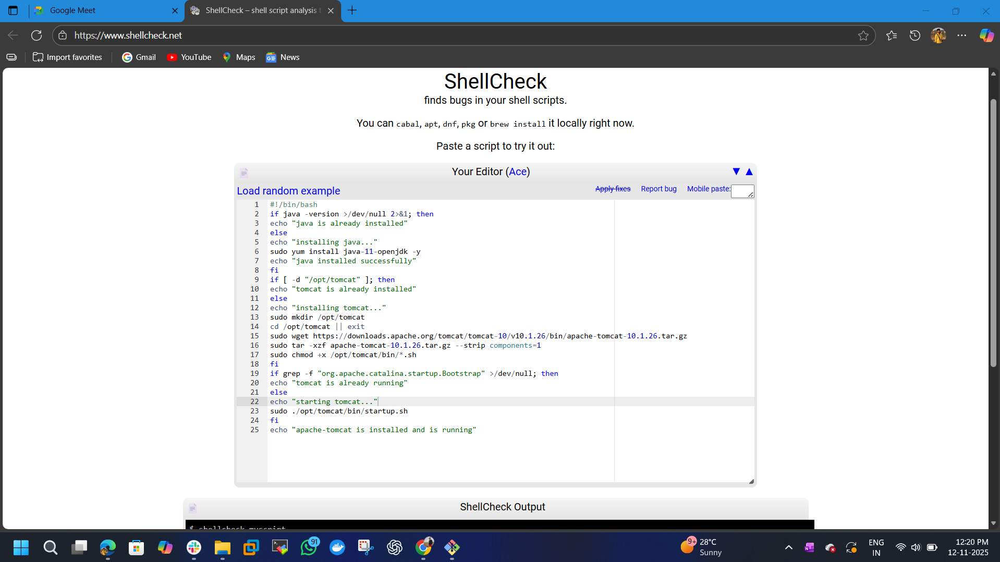 Google Meet
ShellCheck – shell script analysis t
https://www.shellcheck.net
Import favorites
Gmail
YouTube
Maps
News
ShellCheck
finds bugs in your shell scripts.
You can cabal, apt, dnf, pkg or brew install it locally right now.
Paste a script to try it out:
Your Editor (Ace)
▼ ▲
Load random example
Apply fixes
Report bug
Mobile paste:
1 #!/bin/bash
2 if java -version >/dev/null 2>&1; then
3 echo "java is already installed"
4 else
5 echo "installing java..."
6 sudo yum install java-11-openjdk -y
7 echo "java installed successfully"
8 fi
9 if [ -d "/opt/tomcat" ]; then
10 echo "tomcat is already installed"
11 else
12 echo "installing tomcat..."
13 sudo mkdir /opt/tomcat
14 cd /opt/tomcat || exit
15 sudo wget https://downloads.apache.org/tomcat/tomcat-10/v10.1.26/bin/apache-tomcat-10.1.26.tar.gz
16 sudo tar -xzf apache-tomcat-10.1.26.tar.gz --strip components=1
17 sudo chmod +x /opt/tomcat/bin/*.sh
18 fi
19 if grep -f "org.apache.catalina.startup.Bootstrap" >/dev/null; then
20 echo "tomcat is already running"
21 else
22 echo "starting tomcat..."
23 sudo ./opt/tomcat/bin/startup.sh
24 fi
25 echo "apache-tomcat is installed and is running"
ShellCheck Output
$ shellcheck myscript
91
9+
28°C
Sunny
ENG
IN
12:20 PM
12-11-2025